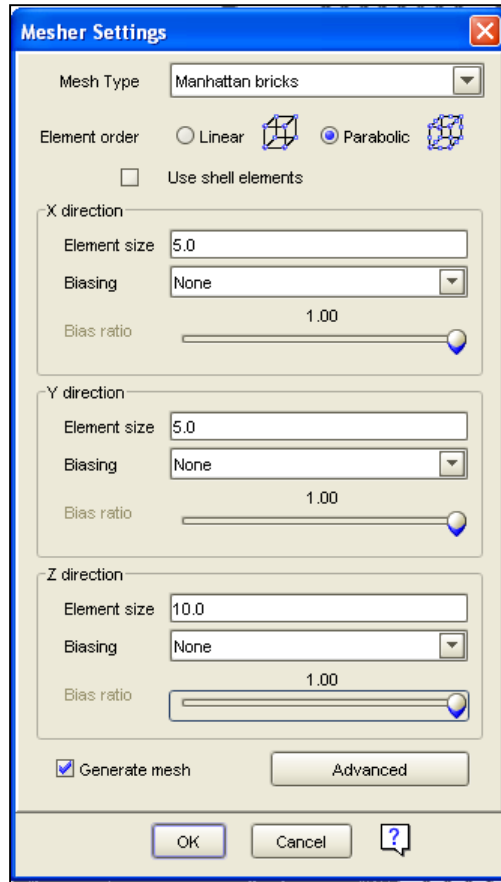 Mesher Settings
Mesh Type Manhattan bricks
Element order Linear Parabolic
Use shell elements
X direction
Element size 5.0
Biasing None
1.00
Bias ratio
Y direction
Element size 5.0
Biasing None
1.00
Bias ratio
Z direction
Element size 10.0
Biasing None
1.00
Bias ratio
Generate mesh Advanced
OK Cancel ?